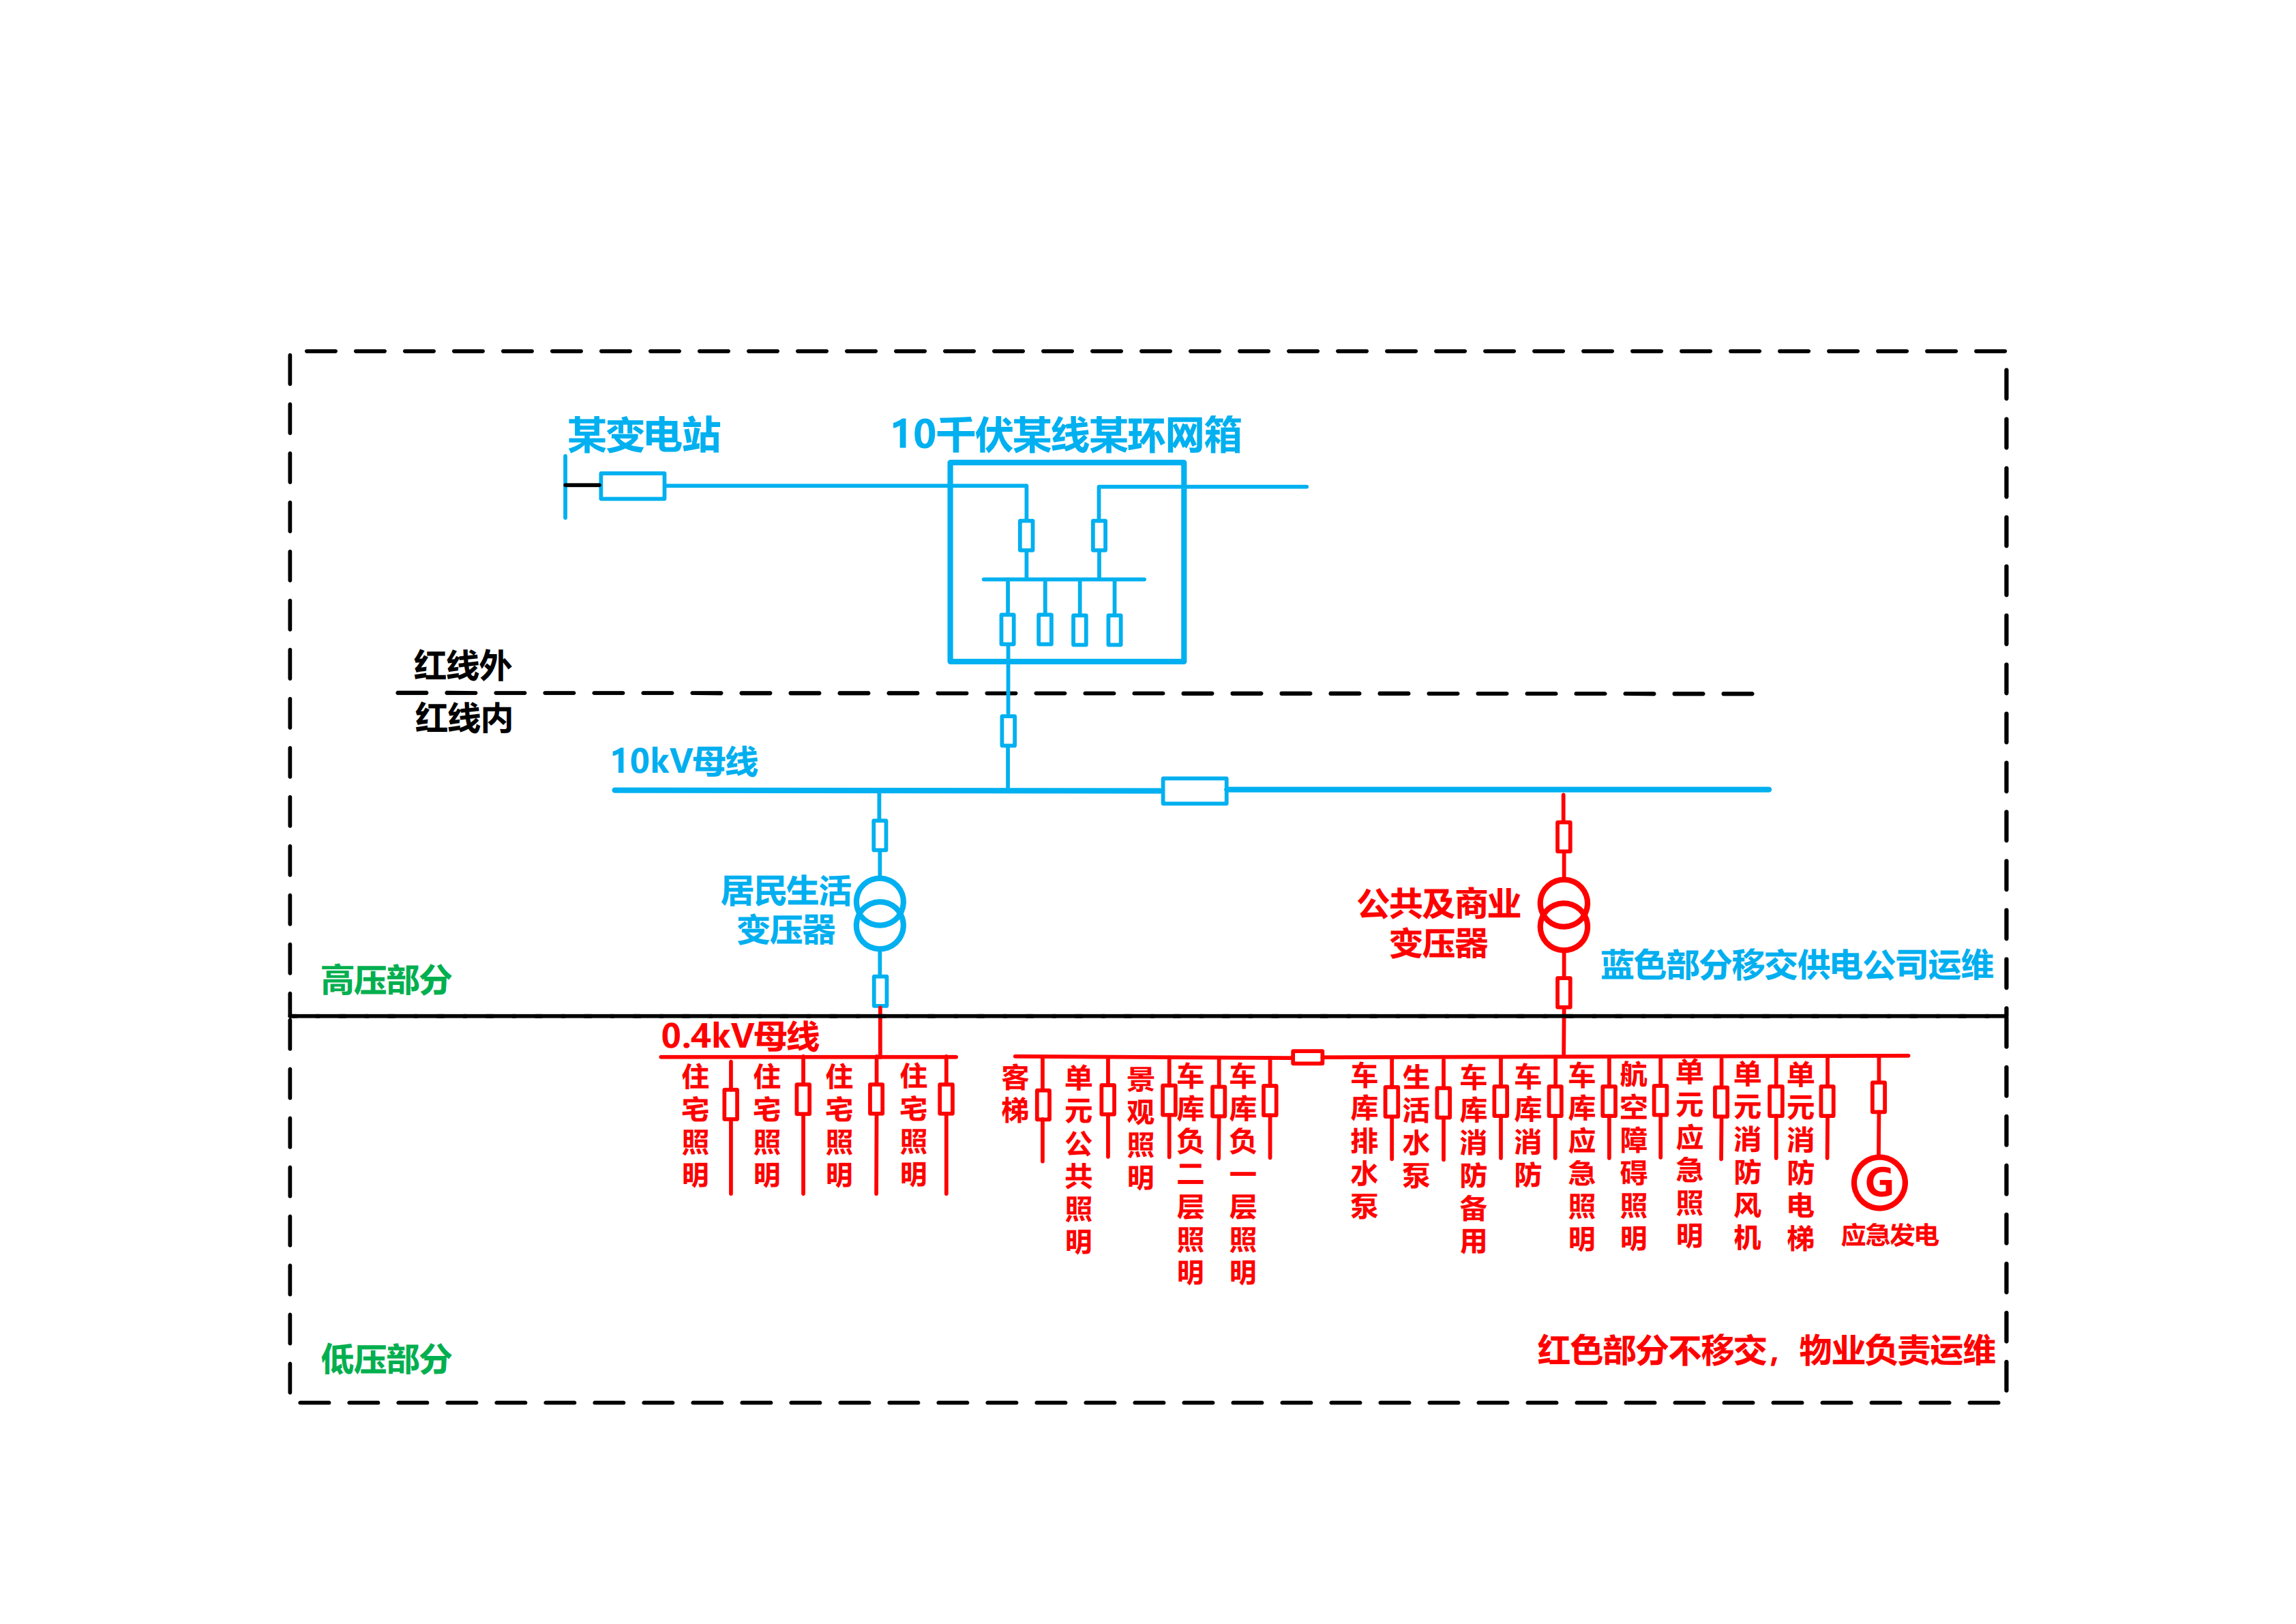 某变电站
10千伏某线某环网箱
红线外
红线内
10kV母线
居民生活
变压器
公共及商业
变压器
蓝色部分移交供电公司运维
高压部分
0.4kV母线
住宅照明
住宅照明
住宅照明
住宅照明
客梯
单元公共照明
景观照明
车库负二层照明
车库负一层照明
车库排水泵
生活水泵
车库消防备用
车库消防
车库应急照明
航空障碍照明
单元应急照明
单元消防风机
单元消防电梯
G
应急发电
红色部分不移交，物业负责运维
低压部分